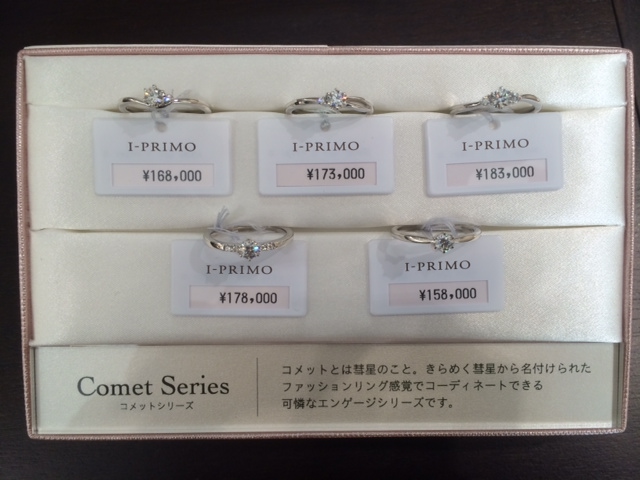 I-PRIMO
¥168,000
I-PRIMO
¥173,000
I-PRIMO
¥183,000
I-PRIMO
¥178,000
I-PRIMO
¥158,000
Comet Series
コメットシリーズ
コメットとは彗星のこと。きらめく彗星から名付けられた
ファッションリング感覚でコーディネートできる
可憐なエンゲージシリーズです。